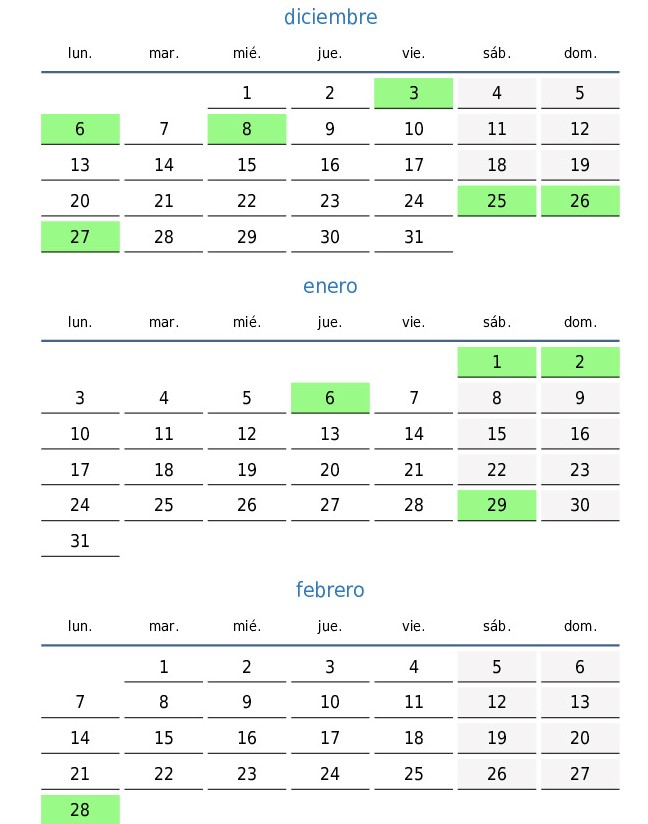 diciembre
lun. mar. mié. jue. vie. sáb. dom.
1 2 3 4 5
6 7 8 9 10 11 12
13 14 15 16 17 18 19
20 21 22 23 24 25 26
27 28 29 30 31
enero
lun. mar. mié. jue. vie. sáb. dom.
1 2
3 4 5 6 7 8 9
10 11 12 13 14 15 16
17 18 19 20 21 22 23
24 25 26 27 28 29 30
31
febrero
lun. mar. mié. jue. vie. sáb. dom.
1 2 3 4 5 6
7 8 9 10 11 12 13
14 15 16 17 18 19 20
21 22 23 24 25 26 27
28